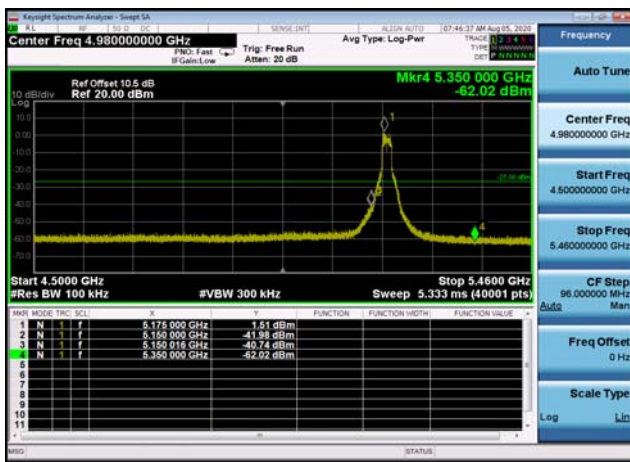 Keysight Spectrum Analyzer - Swept SA
RL RF 50 Ω DC SENSE:INT ALIGN AUTO 07:46:37 AM Aug 05, 2020
Center Freq 4.980000000 GHz
PNO: Fast
IFGain:Low
Trig: Free Run
Atten: 20 dB
Avg Type: Log-Pwr
TRACE 1 2 3 4 5 6
TYPE
DET P N N N N N
Frequency
Auto Tune
Ref Offset 10.5 dB
10 dB/div Ref 20.00 dBm
Log
Mkr4 5.350 000 GHz
-62.02 dBm
10.0
0.00
-10.0
-20.0
-30.0
-40.0
-50.0
-60.0
-70.0
1
-27.00 dBm
4
Center Freq
4.980000000 GHz
Start Freq
4.500000000 GHz
Stop Freq
5.460000000 GHz
Start 4.5000 GHz Stop 5.4600 GHz
#Res BW 100 kHz #VBW 300 kHz Sweep 5.333 ms (40001 pts)
CF Step
96.000000 MHz
Auto Man
MKR MODE TRC SCL X Y FUNCTION FUNCTION WIDTH FUNCTION VALUE
1 N 1 f 5.175 000 GHz 1.51 dBm
2 N 1 f 5.150 000 GHz -41.98 dBm
3 N 1 f 5.150 016 GHz -40.74 dBm
4 N 1 f 5.350 000 GHz -62.02 dBm
5
6
7
8
9
10
11
Freq Offset
0 Hz
Scale Type
Log Lin
MSG STATUS